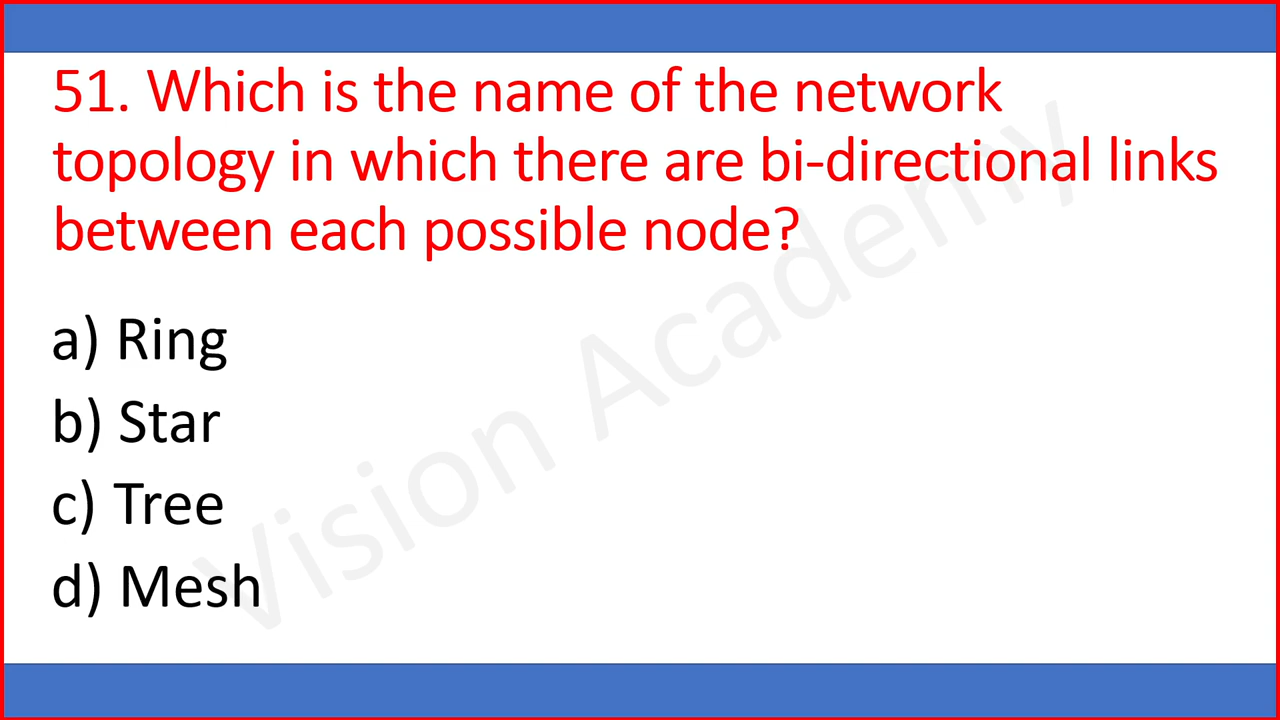 51. Which is the name of the network
topology in which there are bi-directional links
between each possible node?
a) Ring
b) Star
c) Tree
d) Mesh
Vision Academy